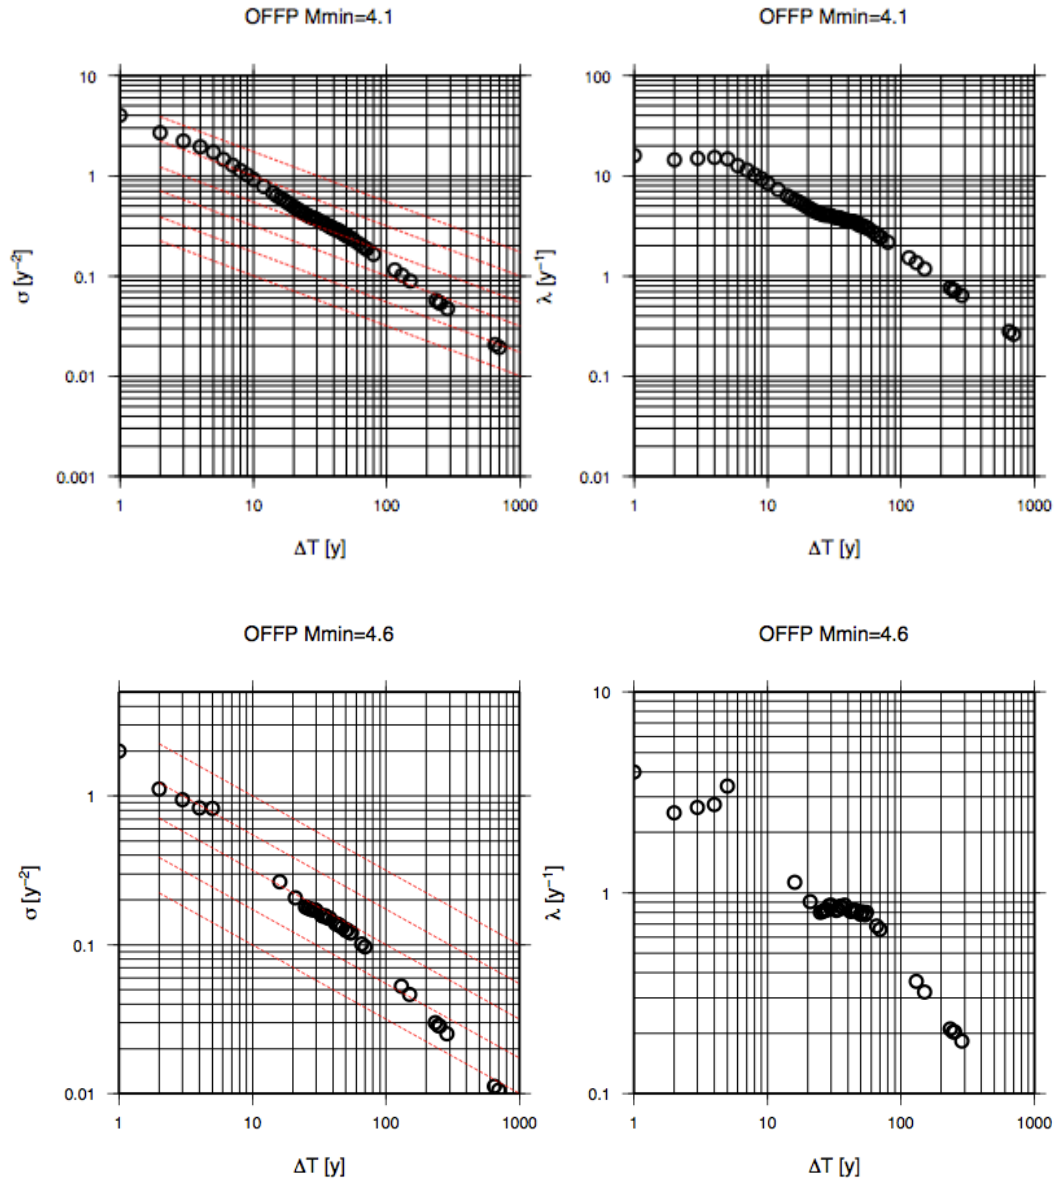 OFFP Mmin=4.1
OFFP Mmin=4.1
10
1
0.1
0.01
0.001
σ [y⁻²]
1
10
100
1000
ΔT [y]
100
10
1
0.1
0.01
λ [y⁻¹]
1
10
100
1000
ΔT [y]
OFFP Mmin=4.6
OFFP Mmin=4.6
1
0.1
0.01
σ [y⁻²]
1
10
100
1000
ΔT [y]
10
1
0.1
λ [y⁻¹]
1
10
100
1000
ΔT [y]